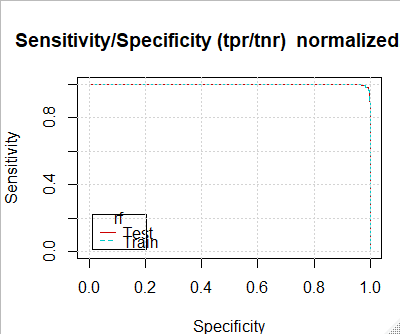 Sensitivity/Specificity (tpr/tnr)  normalized
Sensitivity
0.8
0.4
0.0
rf
Test
Train
0.0 0.2 0.4 0.6 0.8 1.0
Specificity